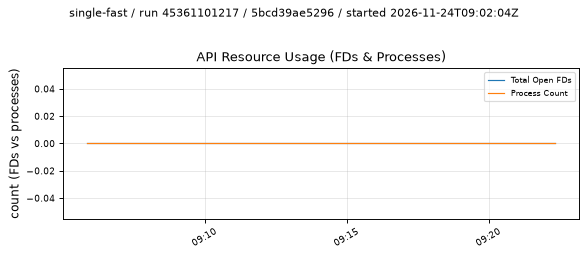 single-fast / run 45361101217 / 5bcd39ae5296 / started 2026-11-24T09:02:04Z
API Resource Usage (FDs & Processes)
count (FDs vs processes)
0.04
0.02
0.00
−0.02
−0.04
Total Open FDs
Process Count
09:10
09:15
09:20